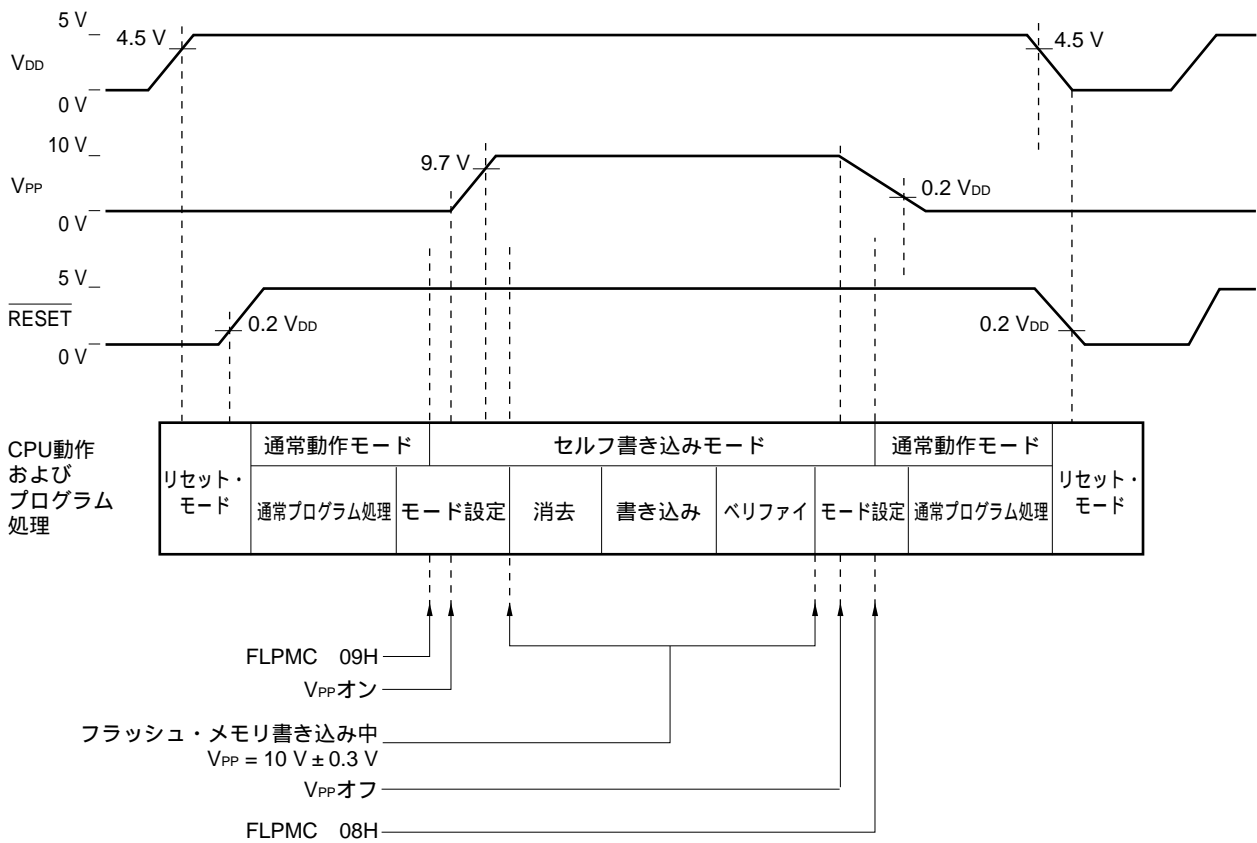 5 V
4.5 V
4.5 V
VDD
0 V
10 V
9.7 V
VPP
0.2 VDD
0 V
5 V
RESET
0.2 VDD
0.2 VDD
0 V
CPU動作
および
プログラム
処理
リセット・
モード
通常動作モード
セルフ書き込みモード
通常動作モード
リセット・
モード
通常プログラム処理
モード設定
消去
書き込み
ベリファイ
モード設定
通常プログラム処理
FLPMC 09H
VPPオン
フラッシュ・メモリ書き込み中
VPP = 10 V ± 0.3 V
VPPオフ
FLPMC 08H